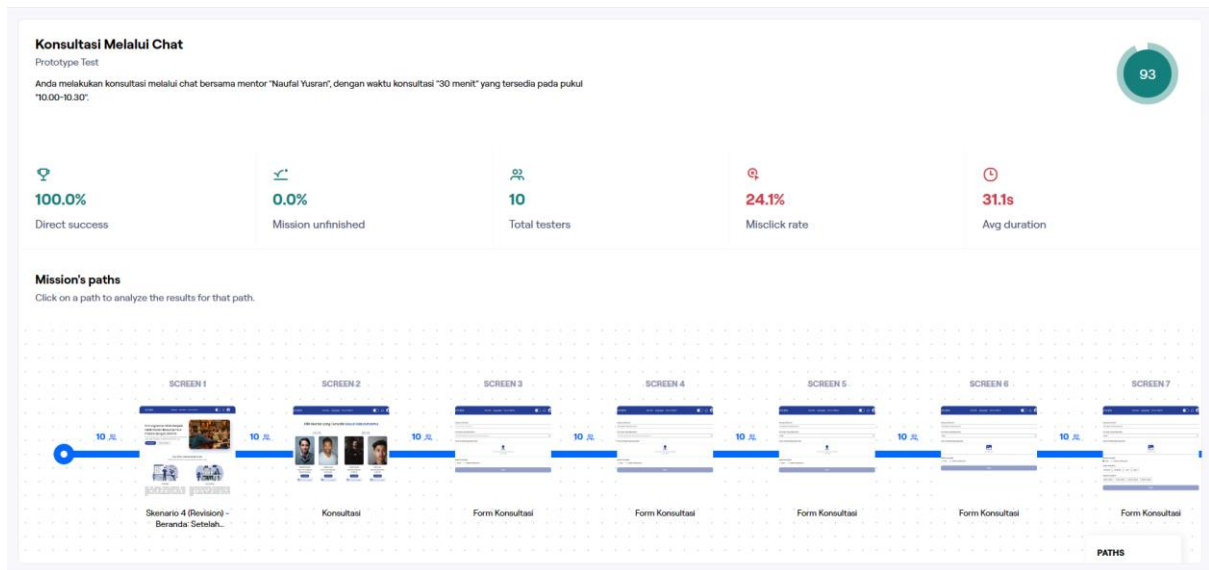 Konsultasi Melalui Chat
Prototype Test
Anda melakukan konsultasi melalui chat bersama mentor "Naufal Yusran", dengan waktu konsultasi "30 menit" yang tersedia pada pukul
"10.00-10.30".
93
100.0%
Direct success
0.0%
Mission unfinished
10
Total testers
24.1%
Misclick rate
31.1s
Avg duration
Mission's paths
Click on a path to analyze the results for that path.
SCREEN 1
SCREEN 2
SCREEN 3
SCREEN 4
SCREEN 5
SCREEN 6
SCREEN 7
10
10
10
10
10
10
10
Skenario 4 (Revision) -
Beranda: Setelah...
Konsultasi
Form Konsultasi
Form Konsultasi
Form Konsultasi
Form Konsultasi
Form Konsultasi
PATHS